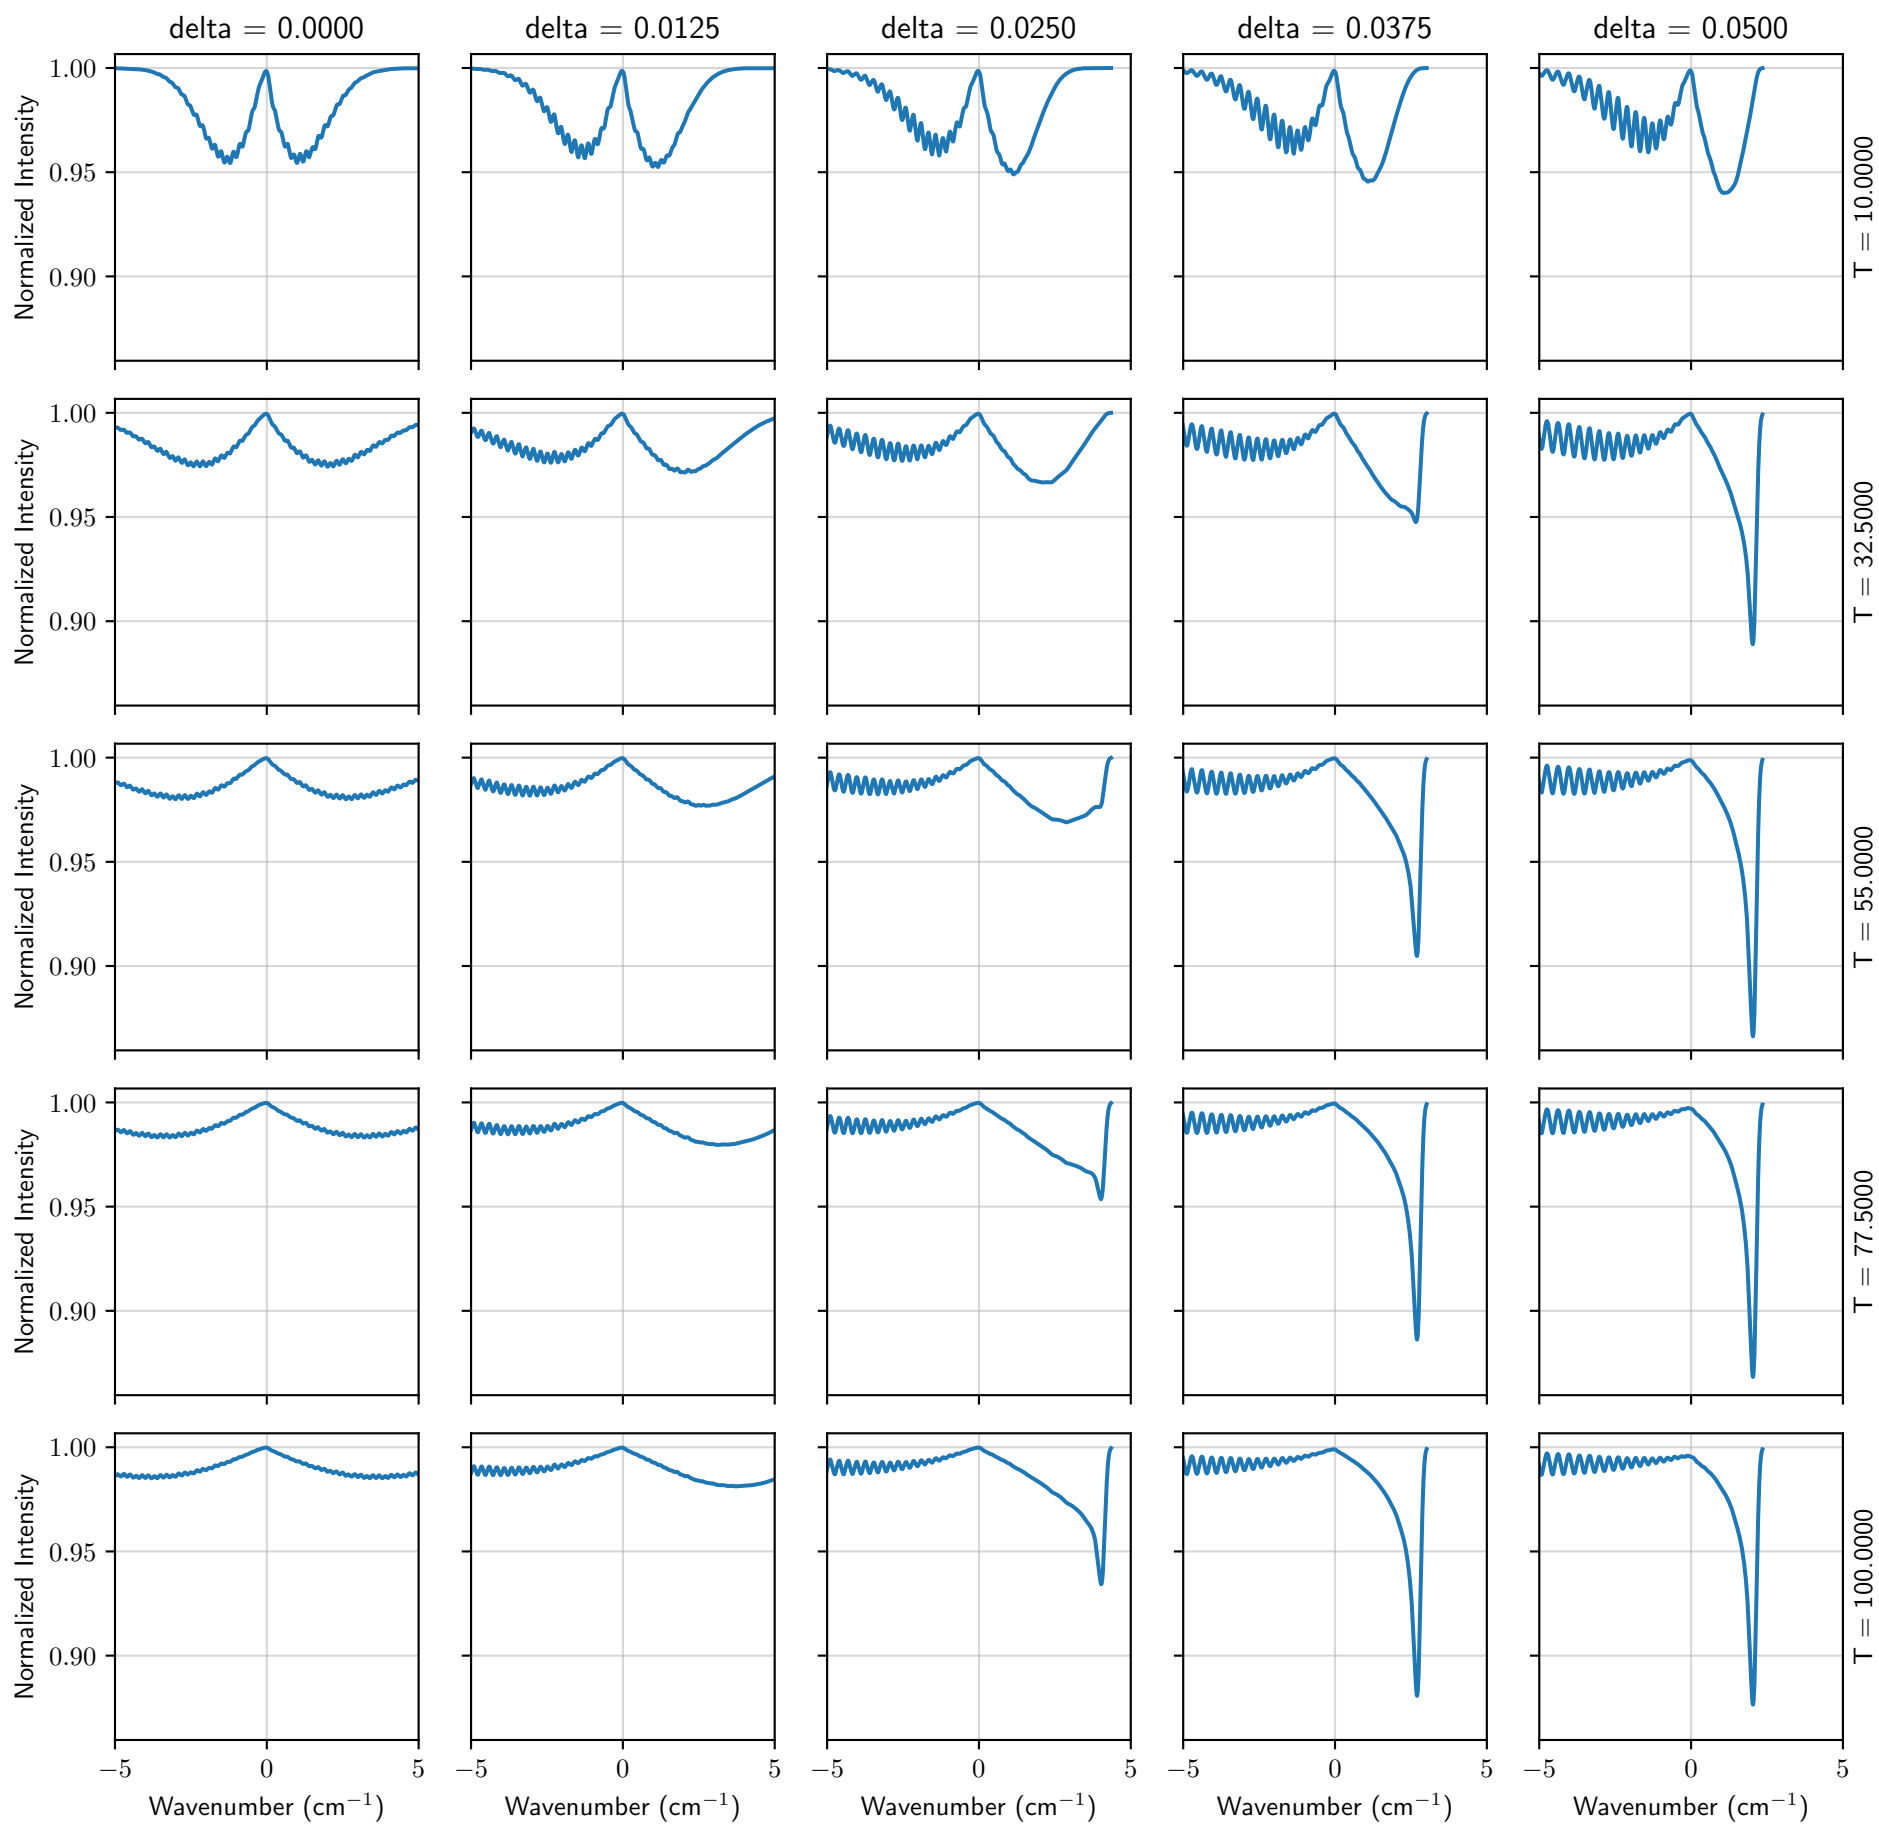 delta = 0.0000 delta = 0.0125 delta = 0.0250 delta = 0.0375 delta = 0.0500
1.00
0.95
0.90
Normalized Intensity
T = 10.0000
1.00
0.95
0.90
Normalized Intensity
T = 32.5000
1.00
0.95
0.90
Normalized Intensity
T = 55.0000
1.00
0.95
0.90
Normalized Intensity
T = 77.5000
1.00
0.95
0.90
Normalized Intensity
T = 100.0000
−5 0 5 −5 0 5 −5 0 5 −5 0 5 −5 0 5
Wavenumber (cm⁻¹) Wavenumber (cm⁻¹) Wavenumber (cm⁻¹) Wavenumber (cm⁻¹) Wavenumber (cm⁻¹)